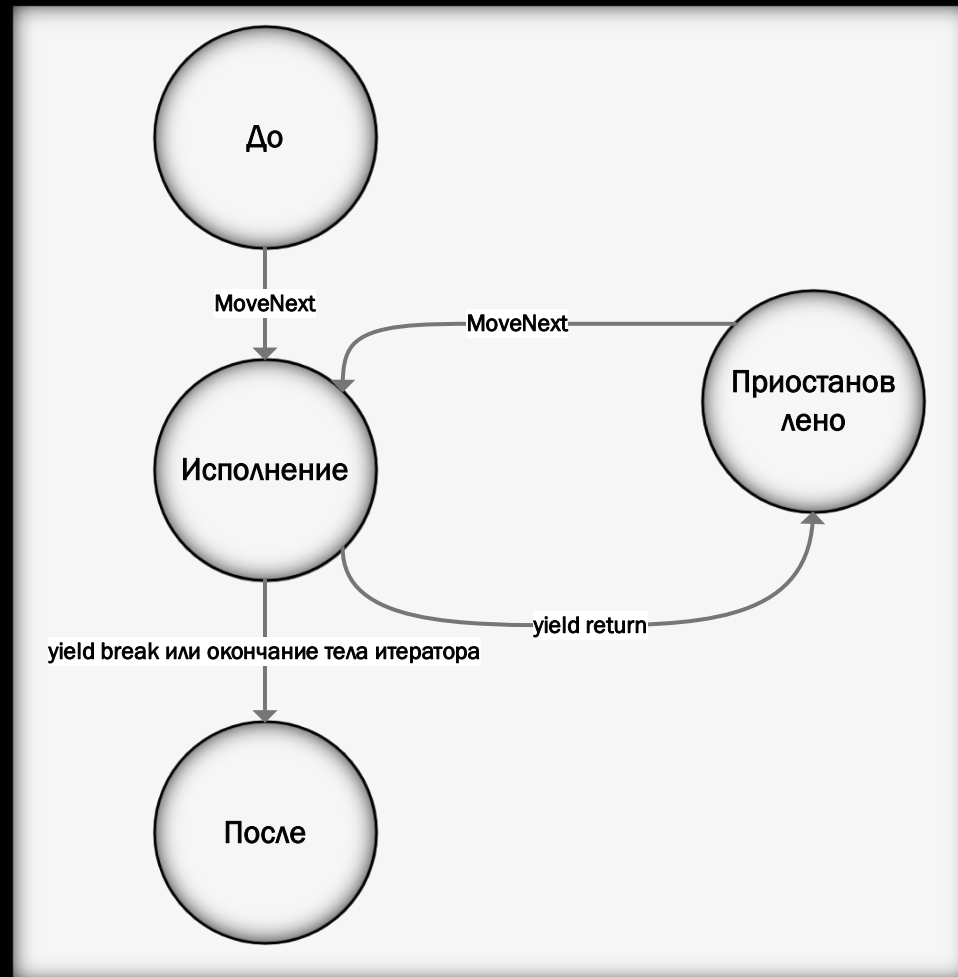 До
MoveNext
MoveNext
Приостанов
лено
Исполнение
yield return
yield break или окончание тела итератора
После